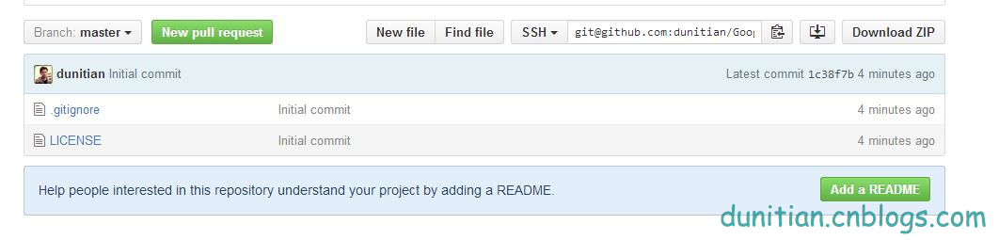 Branch: master New pull request New file Find file SSH git@github.com:dunitian/Goog Download ZIP
dunitian Initial commit Latest commit 1c38f7b 4 minutes ago
.gitignore Initial commit 4 minutes ago
LICENSE Initial commit 4 minutes ago
Help people interested in this repository understand your project by adding a README. Add a README
dunitian.cnblogs.com